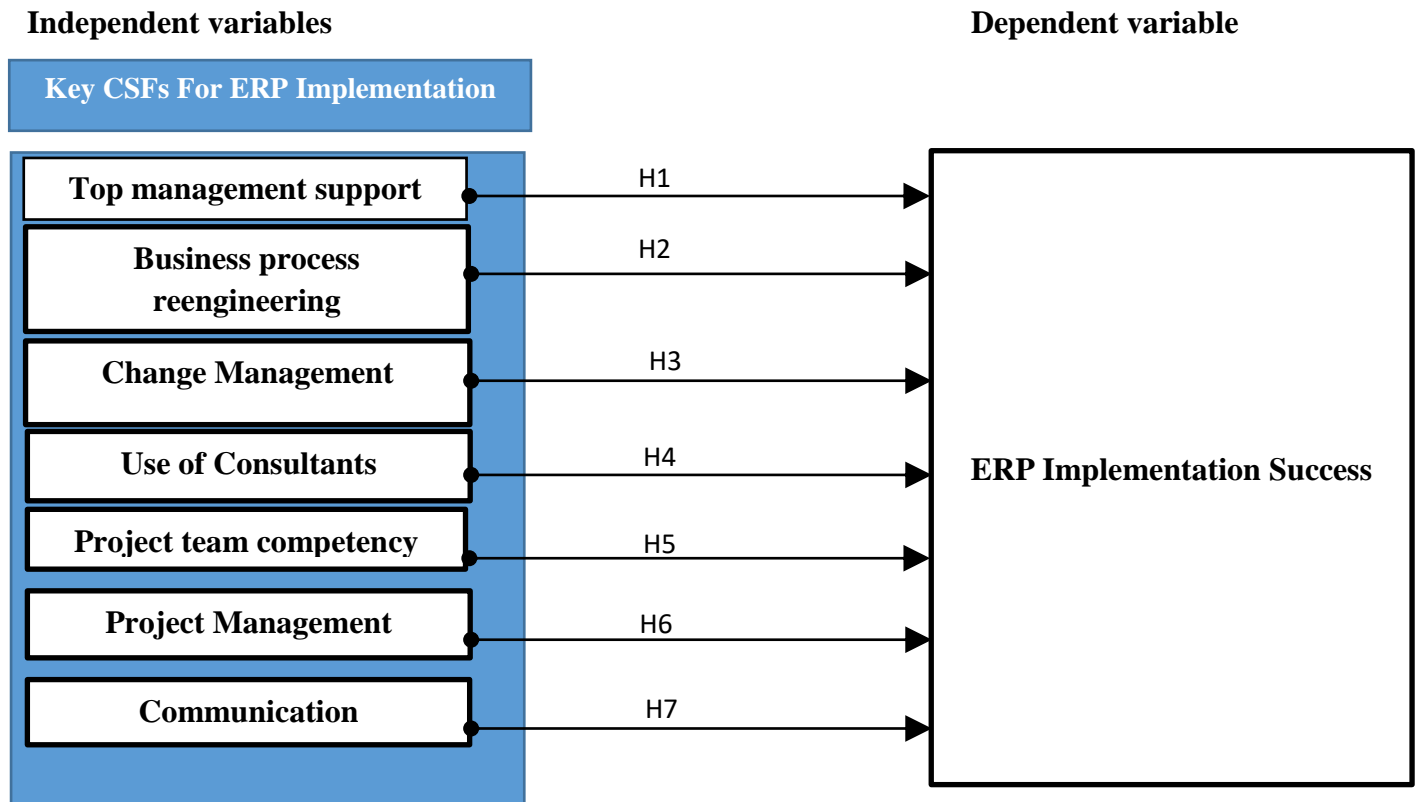 Independent variables
Dependent variable
Key CSFs For ERP Implementation
Top management support
H1
Business process
reengineering
H2
Change Management
H3
Use of Consultants
H4
Project team competency
H5
Project Management
H6
Communication
H7
ERP Implementation Success